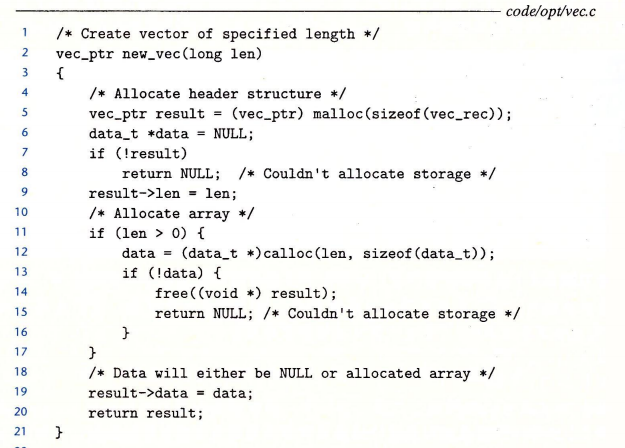 code/opt/vec.c
1 /* Create vector of specified length */
2 vec_ptr new_vec(long len)
3 {
4 /* Allocate header structure */
5 vec_ptr result = (vec_ptr) malloc(sizeof(vec_rec));
6 data_t *data = NULL;
7 if (!result)
8 return NULL; /* Couldn't allocate storage */
9 result->len = len;
10 /* Allocate array */
11 if (len > 0) {
12 data = (data_t *)calloc(len, sizeof(data_t));
13 if (!data) {
14 free((void *) result);
15 return NULL; /* Couldn't allocate storage */
16 }
17 }
18 /* Data will either be NULL or allocated array */
19 result->data = data;
20 return result;
21 }